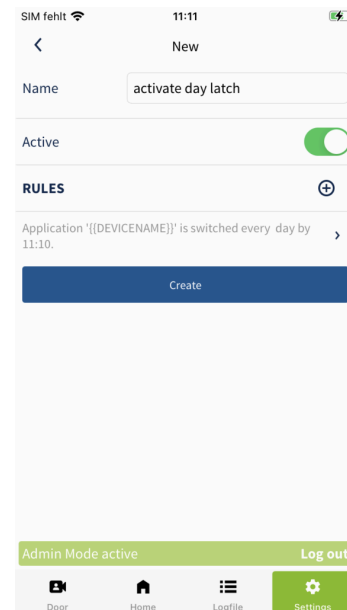 SIM fehlt 11:11
New
Name activate day latch
Active
RULES
Application '{{DEVICENAME}}' is switched every day by
11:10.
Create
Admin Mode active Log out
Door Home Logfile Settings